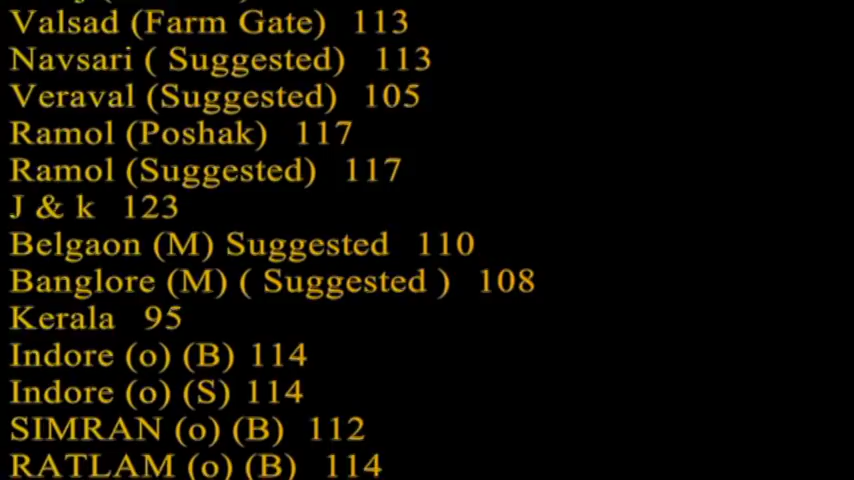 Valsad (Farm Gate) 113
Navsari ( Suggested) 113
Veraval (Suggested) 105
Ramol (Poshak) 117
Ramol (Suggested) 117
J & k 123
Belgaon (M) Suggested 110
Banglore (M) ( Suggested ) 108
Kerala 95
Indore (o) (B) 114
Indore (o) (S) 114
SIMRAN (o) (B) 112
RATLAM (o) (B) 114